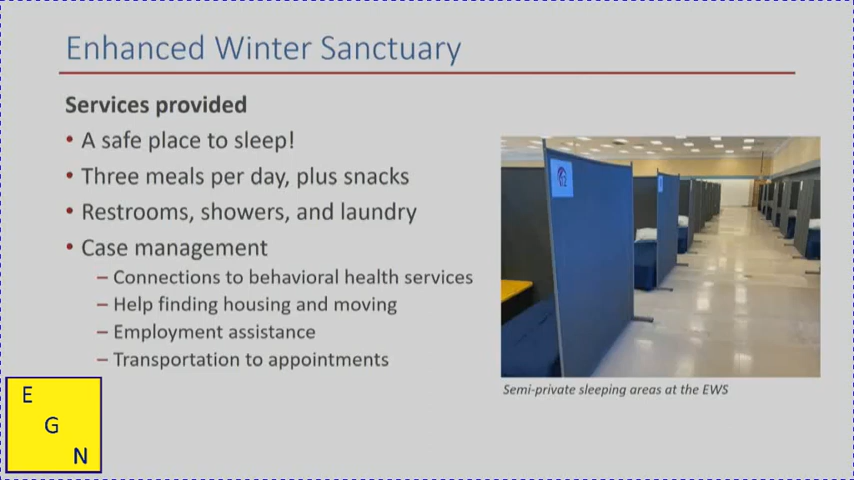 Enhanced Winter Sanctuary
Services provided
• A safe place to sleep!
• Three meals per day, plus snacks
• Restrooms, showers, and laundry
• Case management
– Connections to behavioral health services
– Help finding housing and moving
– Employment assistance
– Transportation to appointments
Semi-private sleeping areas at the EWS
E
G
N